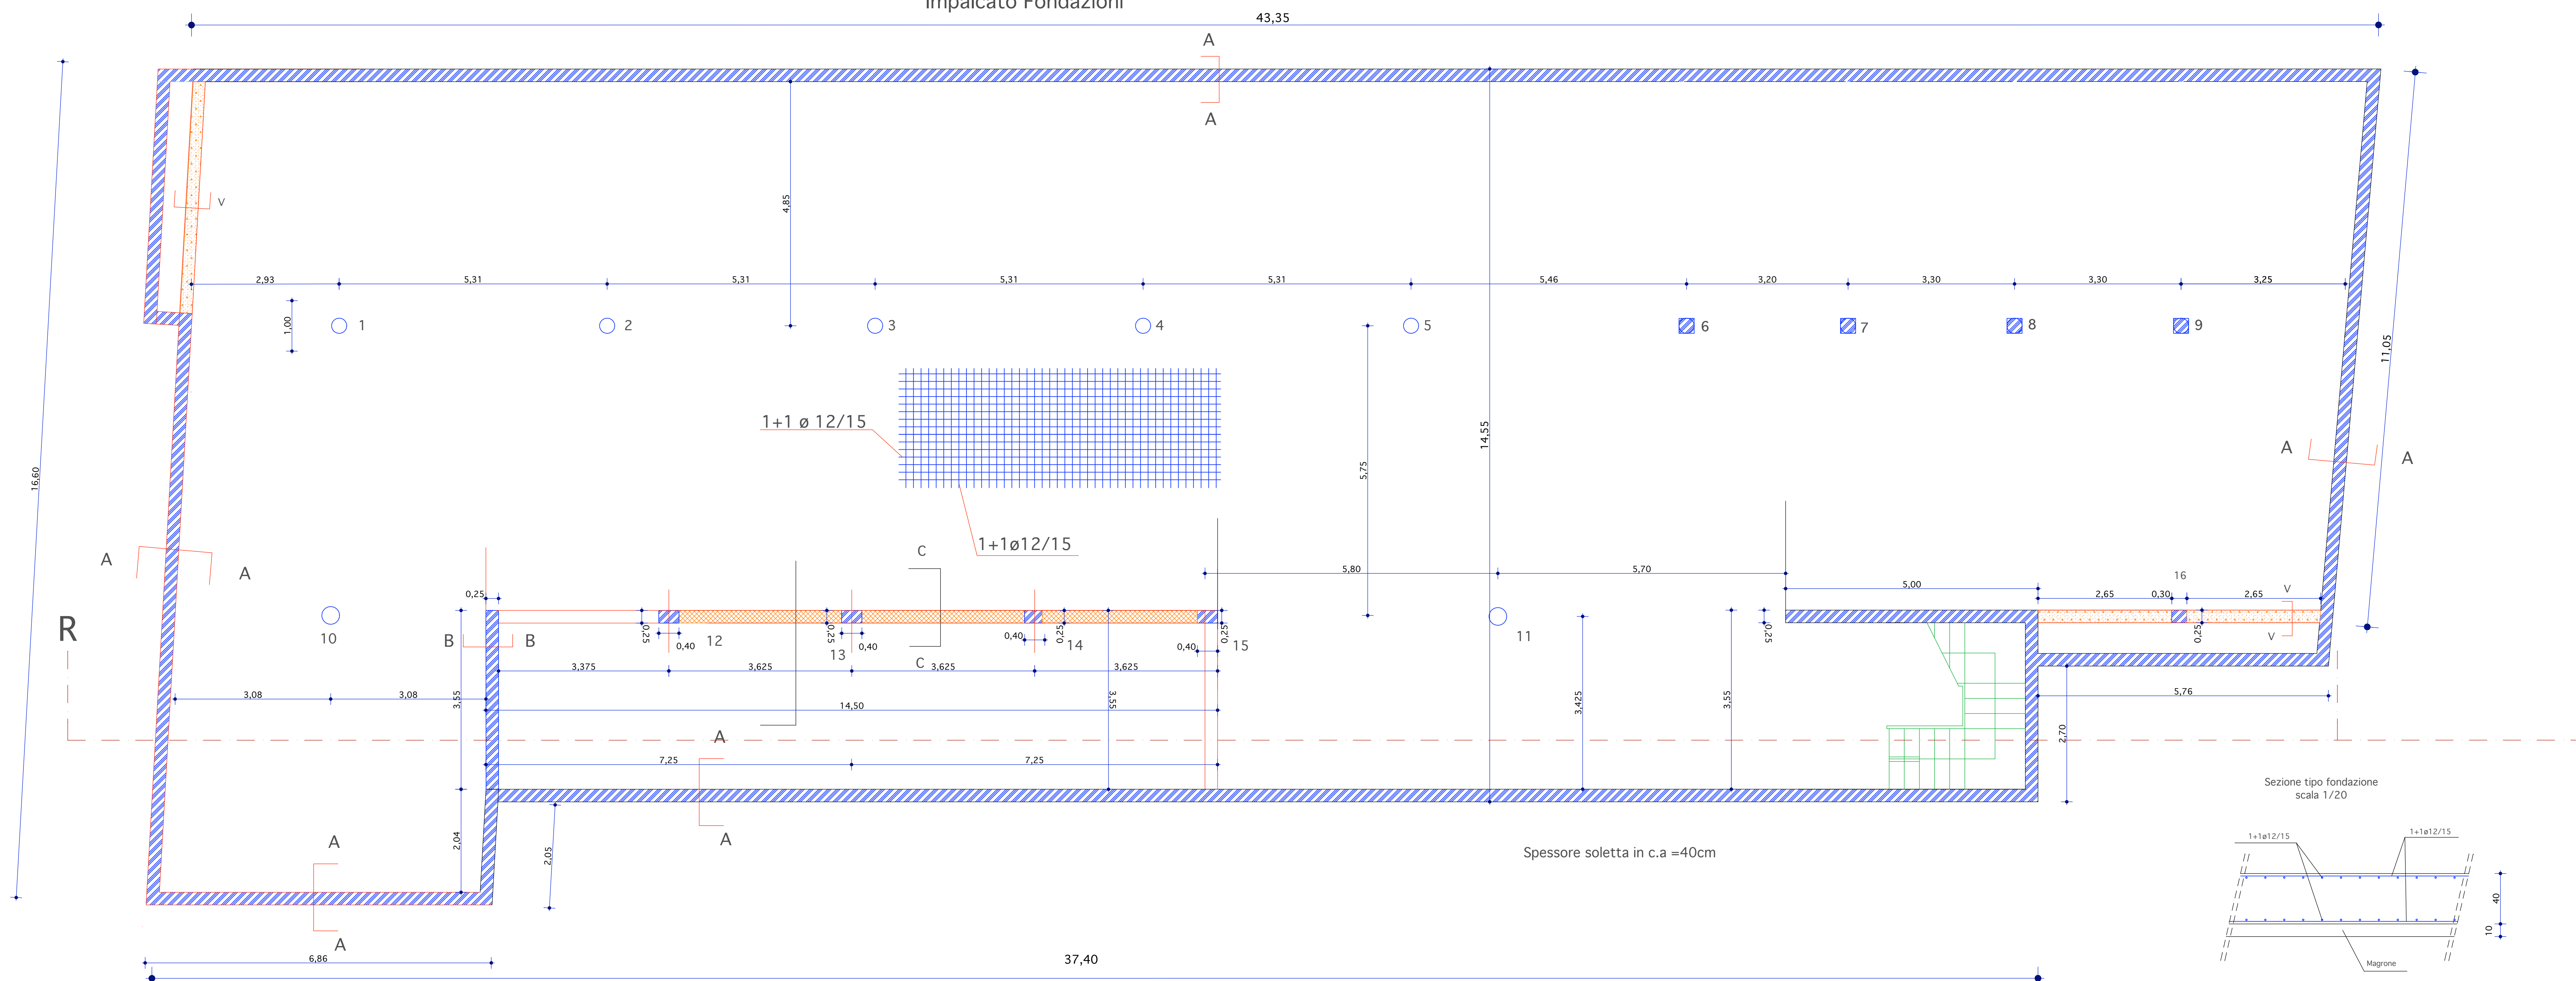 Impalcato Fondazioni
43,35
A
A
16,60
4,85
V
2,93
5,31
5,31
5,31
5,31
5,46
3,20
3,30
3,30
3,25
1,00
1
2
3
4
5
6
7
8
9
11,05
1+1 ø 12/15
14,55
5,75
A
A
1+1ø12/15
C
A
A
5,80
5,70
16
5,00
V
0,25
2,65
0,30
2,65
R
10
B
B
0,25
0,40
12
0,25
13
0,40
C
0,40
0,25
14
0,40
0,25
15
11
0,25
0,25
V
3,375
3,625
3,625
3,625
3,08
3,08
3,55
14,50
3,55
3,425
3,55
5,76
A
2,70
7,25
7,25
Sezione tipo fondazione
scala 1/20
A
2,04
A
2,05
Spessore soletta in c.a =40cm
1+1ø12/15
1+1ø12/15
40
10
A
6,86
37,40
Magrone